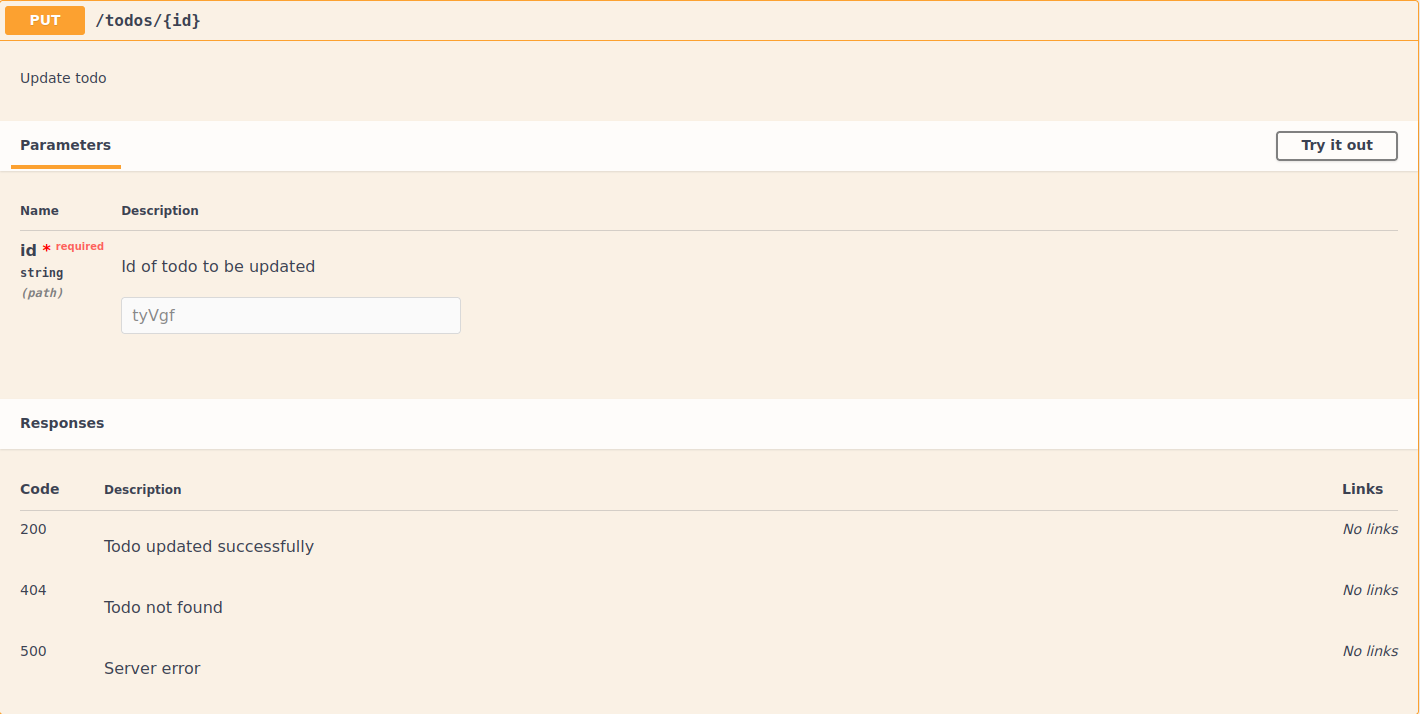 PUT /todos/{id}
Update todo
Parameters Try it out
Name Description
id * required
string
(path)
Id of todo to be updated
tyVgf
Responses
Code Description Links
200 No links
Todo updated successfully
404 No links
Todo not found
500 No links
Server error